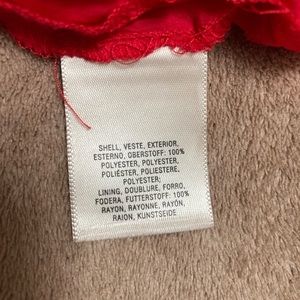 SHELL, VESTE, EXTERIOR,
ESTERNO, OBERSTOFF: 100%
POLYESTER, POLYESTER,
POLIÉSTER, POLIESTERE,
POLYESTER;
LINING, DOUBLURE, FORRO,
FODERA, FUTTERSTOFF: 100%
RAYON, RAYONNE, RAYÓN,
RAION, KUNSTSEIDE